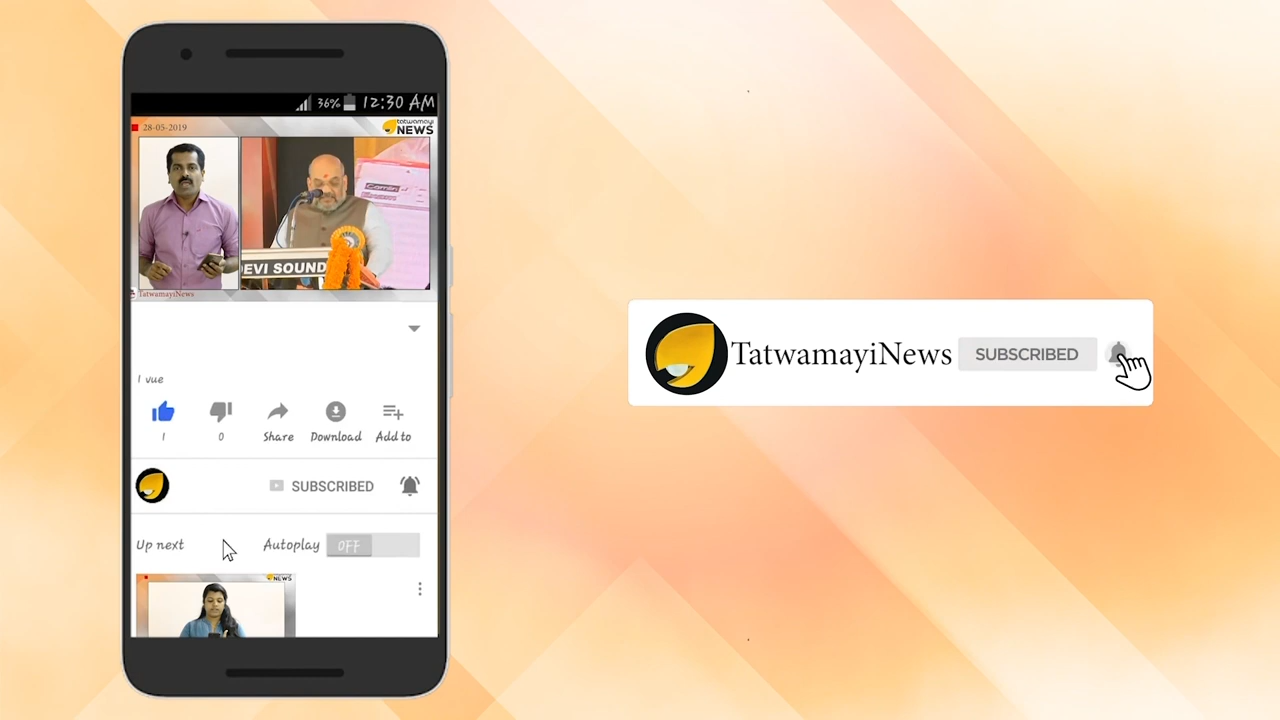 36% 12:30 AM
28-05-2019
tatwamayi
NEWS
DEVI SOUND
TatwamayiNews
1 vue
1
0
Share
Download
Add to
SUBSCRIBED
Up next
Autoplay
OFF
NEWS
TatwamayiNews
SUBSCRIBED